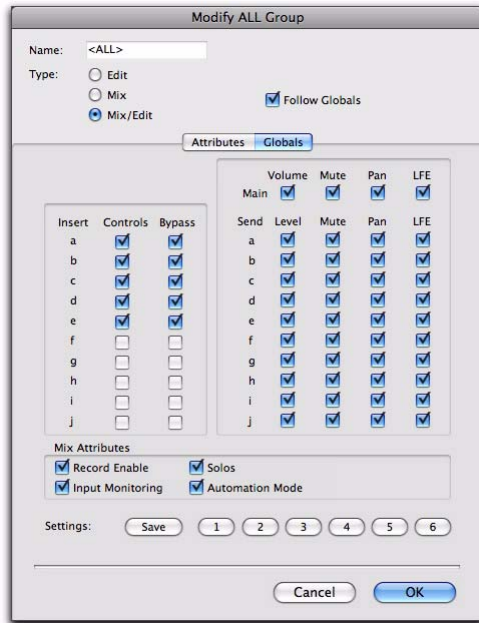 Modify ALL Group
Name: <ALL>
Type: Edit
Mix
Mix/Edit
Follow Globals
Attributes Globals
Volume Mute Pan LFE
Main
Insert Controls Bypass
a
b
c
d
e
f
g
h
i
j
Send Level Mute Pan LFE
a
b
c
d
e
f
g
h
i
j
Mix Attributes
Record Enable Solos
Input Monitoring Automation Mode
Settings: Save 1 2 3 4 5 6
Cancel OK